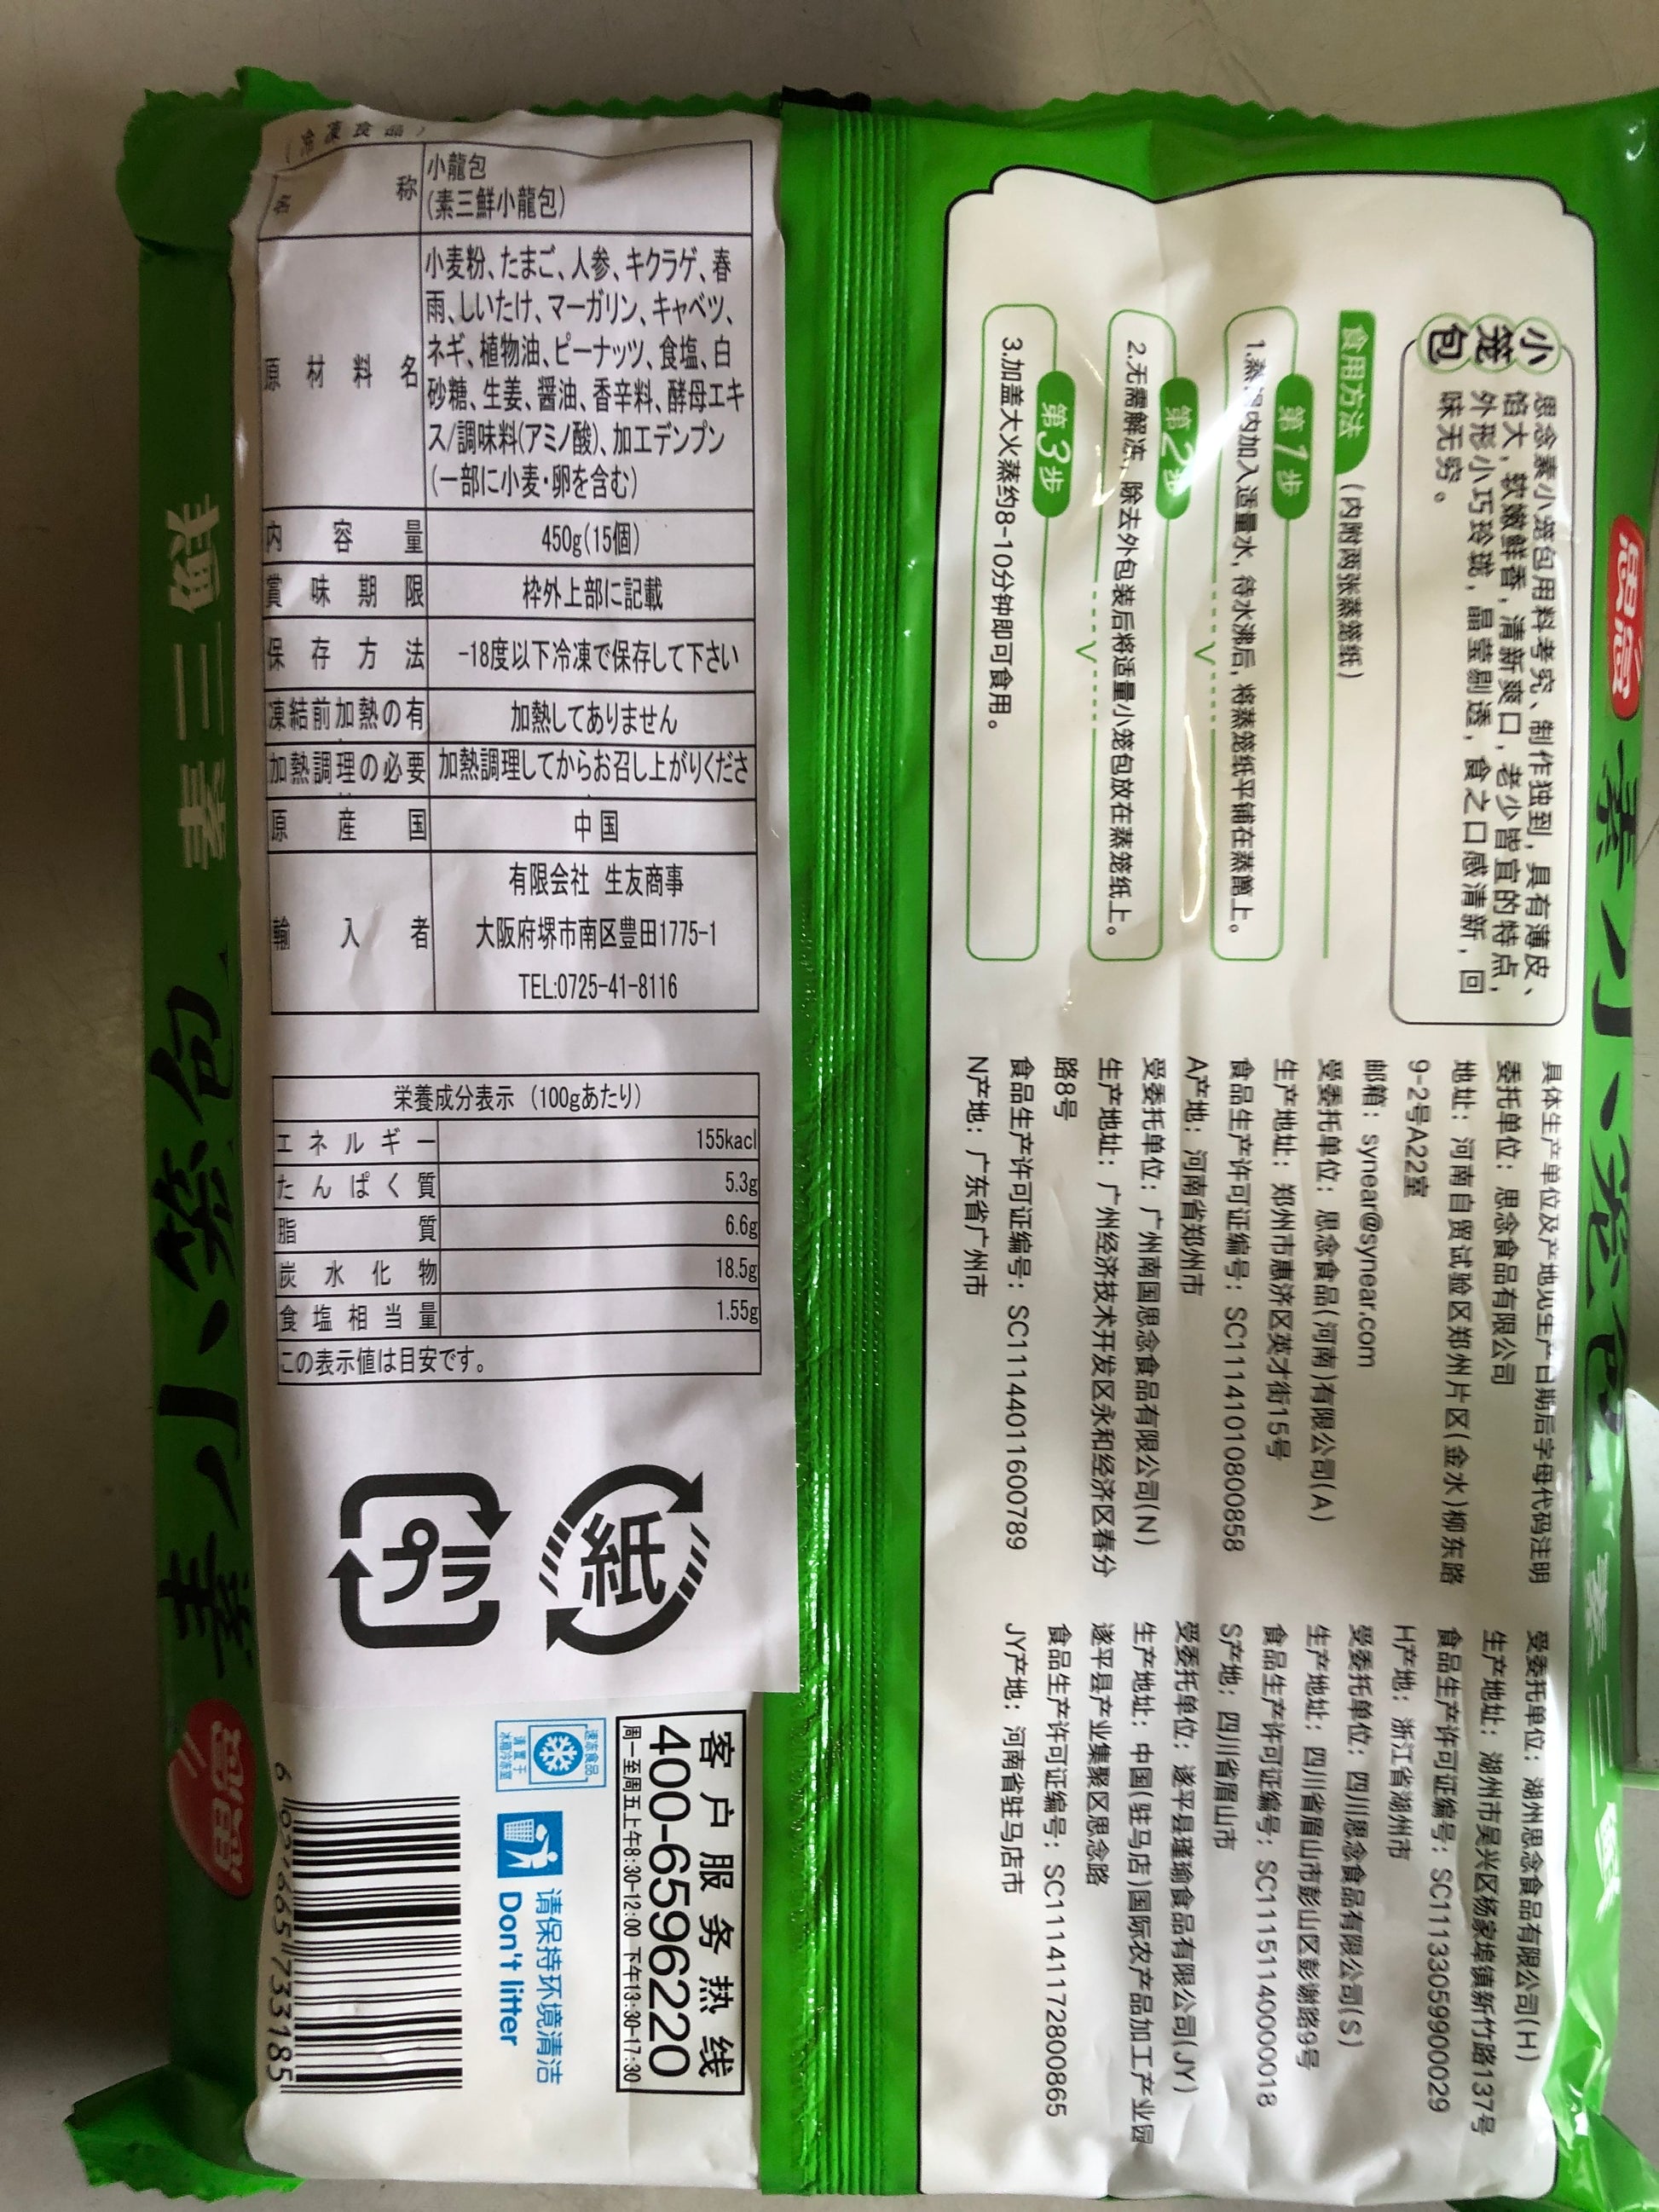 (冷凍食品)
名称
小龍包
(素三鮮小龍包)
原材料名
小麦粉、たまご、人参、キクラゲ、春
雨、しいたけ、マーガリン、キャベツ、
ネギ、植物油、ピーナッツ、食塩、白
砂糖、生姜、醤油、香辛料、酵母エキ
ス/調味料(アミノ酸)、加工デンプン
(一部に小麦・卵を含む)
内容量
450g(15個)
賞味期限
枠外上部に記載
保存方法
-18度以下冷凍で保存して下さい
凍結前加熱の有
加熱してありません
加熱調理の必要
加熱調理してからお召し上がりくださ
原産国
中国
輸入者
有限会社 生友商事
大阪府堺市南区豊田1775-1
TEL:0725-41-8116
栄養成分表示 (100gあたり)
エネルギー 155kacl
たんぱく質 5.3g
脂質 6.6g
炭水化物 18.5g
食塩相当量 1.55g
この表示値は目安です。
プラ
紙
客户服务热线
400-6596220
周一至周五上午8:30-12:00 下午13:30-17:30
速冻食品
请置于
冰箱冷冻室
请保持环境清洁
Don't litter
6 927665 733185
思念
素小笼包
素三鲜
思念
素小笼包
素三鲜
小笼包
思念素小笼包用料考究、制作独到,具有薄皮、
馅大,软嫩鲜香,清新爽口,老少皆宜的特点,
外形小巧玲珑,晶莹剔透,食之口感清新,回
味无穷。
食用方法
(内附两张蒸笼纸)
第1步
1.蒸锅内加入适量水,待水沸后,将蒸笼纸平铺在蒸篦上。
第2步
2.无需解冻,除去外包装后将适量小笼包放在蒸笼纸上。
第3步
3.加盖大火蒸约8-10分钟即可食用。
具体生产单位及产地见生产日期后字母代码注明
委托单位:思念食品有限公司
地址:河南自贸试验区郑州片区(金水)柳东路
9-2号A22室
邮箱:synear@synear.com
受委托单位:思念食品(河南)有限公司(A)
生产地址:郑州市惠济区英才街15号
食品生产许可证编号:SC11141010800858
A产地:河南省郑州市
受委托单位:广州南国思念食品有限公司(N)
生产地址:广州经济技术开发区永和经济区春分
路8号
食品生产许可证编号:SC11144011600789
N产地:广东省广州市
受委托单位:湖州思念食品有限公司(H)
生产地址:湖州市吴兴区杨家埠镇新竹路137号
食品生产许可证编号:SC11133059900029
H产地:浙江省湖州市
受委托单位:四川思念食品有限公司(S)
生产地址:四川省眉山市彭山区彭谢路9号
食品生产许可证编号:SC11151140000018
S产地:四川省眉山市
受委托单位:遂平县瑾瑜食品有限公司(JY)
生产地址:中国(驻马店)国际农产品加工产业园
遂平县产业集聚区思念路
食品生产许可证编号:SC11141172800865
JY产地:河南省驻马店市